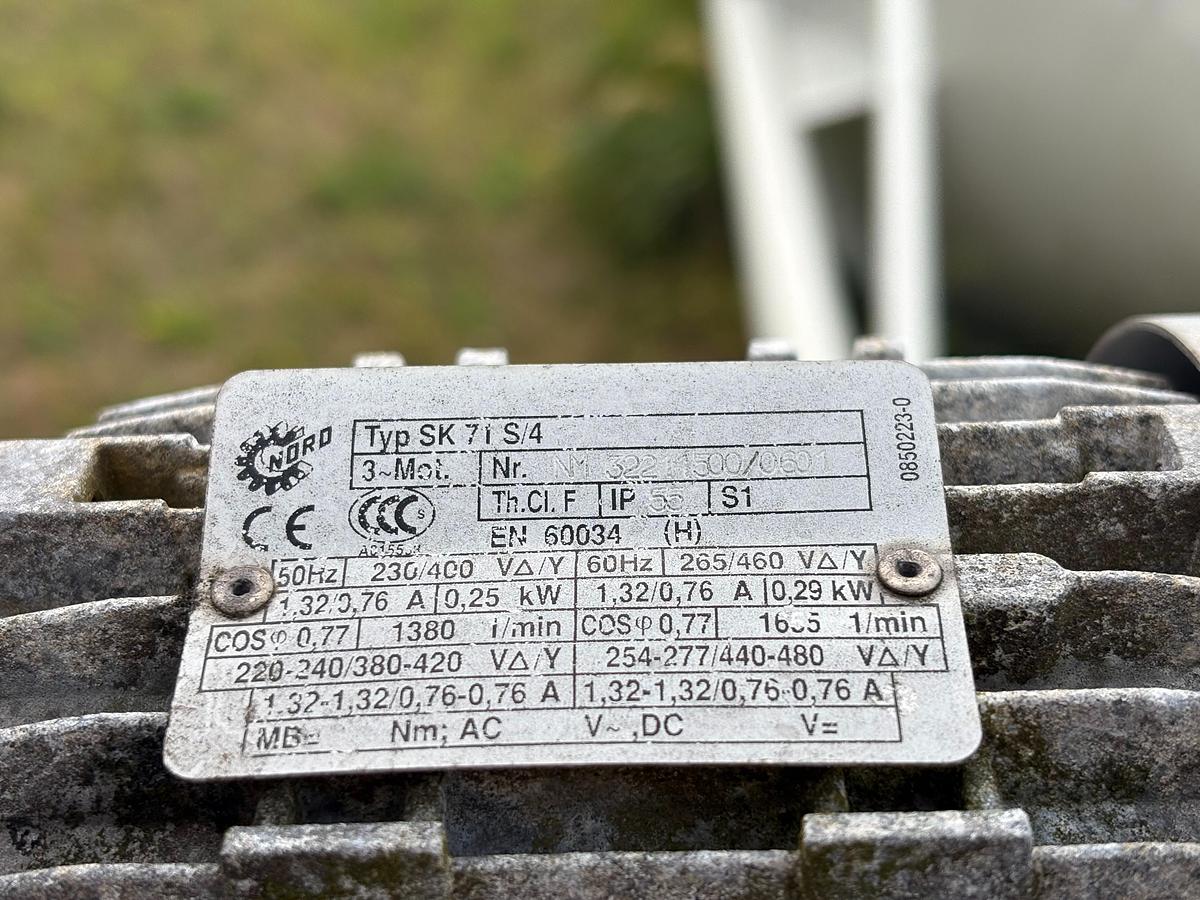 NORD
Typ SK 71 S/4
3~Mot. Nr.
Th.Cl. F IP 55 S1
EN 60034 (H)
0850223-0
CE CCC S
50Hz 230/400 VΔ/Y 60Hz 265/460 VΔ/Y
1,32/0,76 A 0,25 kW 1,32/0,76 A 0,29 kW
COSφ 0,77 1380 1/min COSφ 0,77 1/min
220-240/380-420 VΔ/Y 254-277/440-480 VΔ/Y
1,32-1,32/0,76-0,76 A 1,32-1,32/0,76-0,76 A
MB= Nm; AC V~ ,DC V=